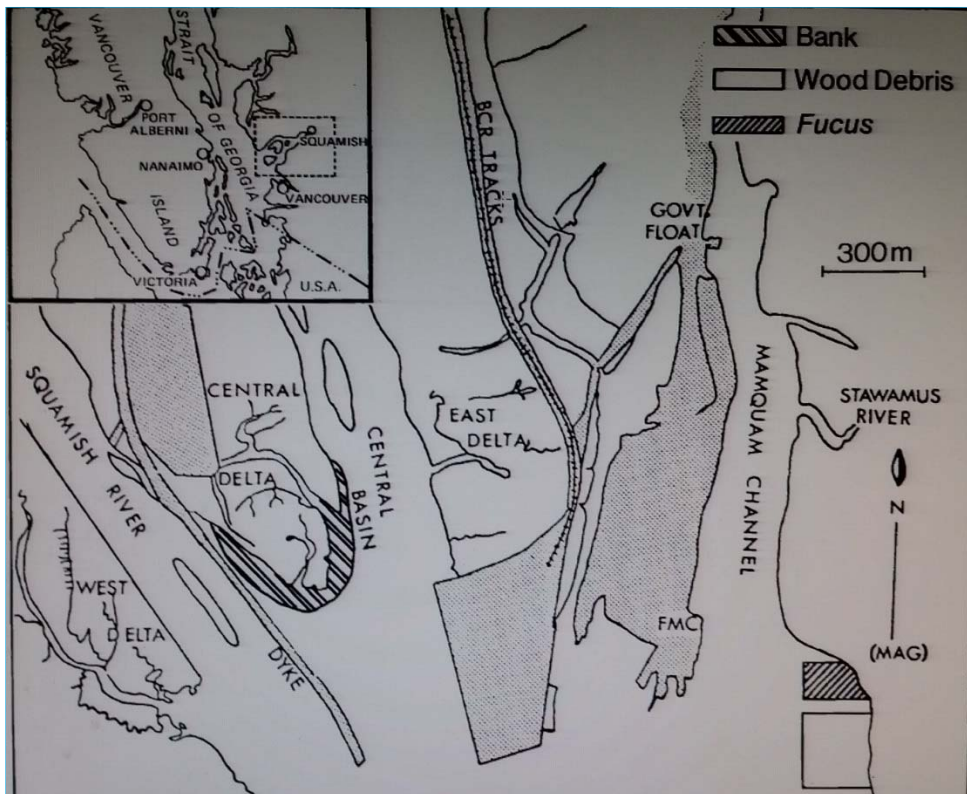 VANCOUVER
ISLAND
STRAIT
OF GEORGIA
PORT
ALBERNI
NANAIMO
VICTORIA
SQUAMISH
VANCOUVER
U.S.A.
Bank
Wood Debris
Fucus
BCR TRACKS
GOVT.
FLOAT
300m
SQUAMISH
RIVER
CENTRAL
DELTA
CENTRAL
BASIN
EAST
DELTA
MAMQUAM CHANNEL
STAWAMUS
RIVER
N
(MAG)
WEST
DELTA
DYKE
FMC